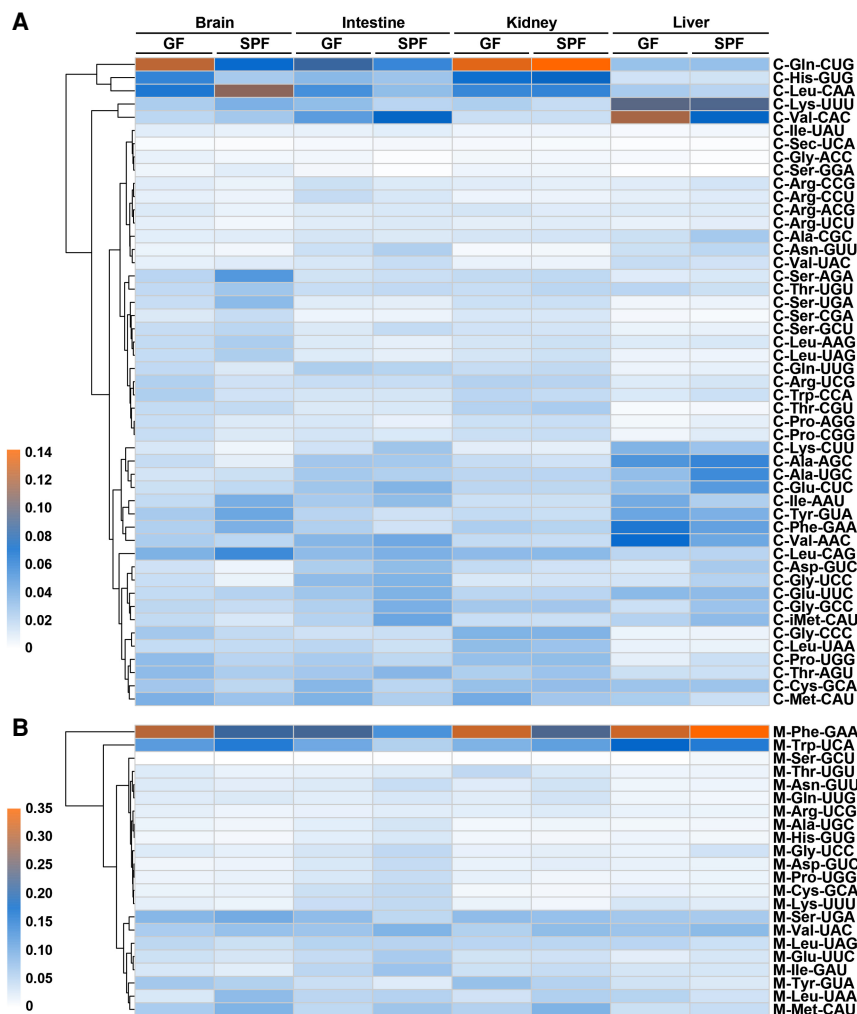 A
Brain Intestine Kidney Liver
GF SPF GF SPF GF SPF GF SPF
C-Gln-CUG
C-His-GUG
C-Leu-CAA
C-Lys-UUU
C-Val-CAC
C-Ile-UAU
C-Sec-UCA
C-Gly-ACC
C-Ser-GGA
C-Arg-CCG
C-Arg-CCU
C-Arg-ACG
C-Arg-UCU
C-Ala-CGC
C-Asn-GUU
C-Val-UAC
C-Ser-AGA
C-Thr-UGU
C-Ser-UGA
C-Ser-CGA
C-Ser-GCU
C-Leu-AAG
C-Leu-UAG
C-Gln-UUG
C-Arg-UCG
C-Trp-CCA
C-Thr-CGU
C-Pro-AGG
C-Pro-CGG
C-Lys-CUU
C-Ala-AGC
C-Ala-UGC
C-Glu-CUC
C-Ile-AAU
C-Tyr-GUA
C-Phe-GAA
C-Val-AAC
C-Leu-CAG
C-Asp-GUC
C-Gly-UCC
C-Glu-UUC
C-Gly-GCC
C-iMet-CAU
C-Gly-CCC
C-Leu-UAA
C-Pro-UGG
C-Thr-AGU
C-Cys-GCA
C-Met-CAU
0.14
0.12
0.10
0.08
0.06
0.04
0.02
0
B
M-Phe-GAA
M-Trp-UCA
M-Ser-GCU
M-Thr-UGU
M-Asn-GUU
M-Gln-UUG
M-Arg-UCG
M-Ala-UGC
M-His-GUG
M-Gly-UCC
M-Asp-GUC
M-Pro-UGG
M-Cys-GCA
M-Lys-UUU
M-Ser-UGA
M-Val-UAC
M-Leu-UAG
M-Glu-UUC
M-Ile-GAU
M-Tyr-GUA
M-Leu-UAA
M-Met-CAU
0.35
0.30
0.25
0.20
0.15
0.10
0.05
0